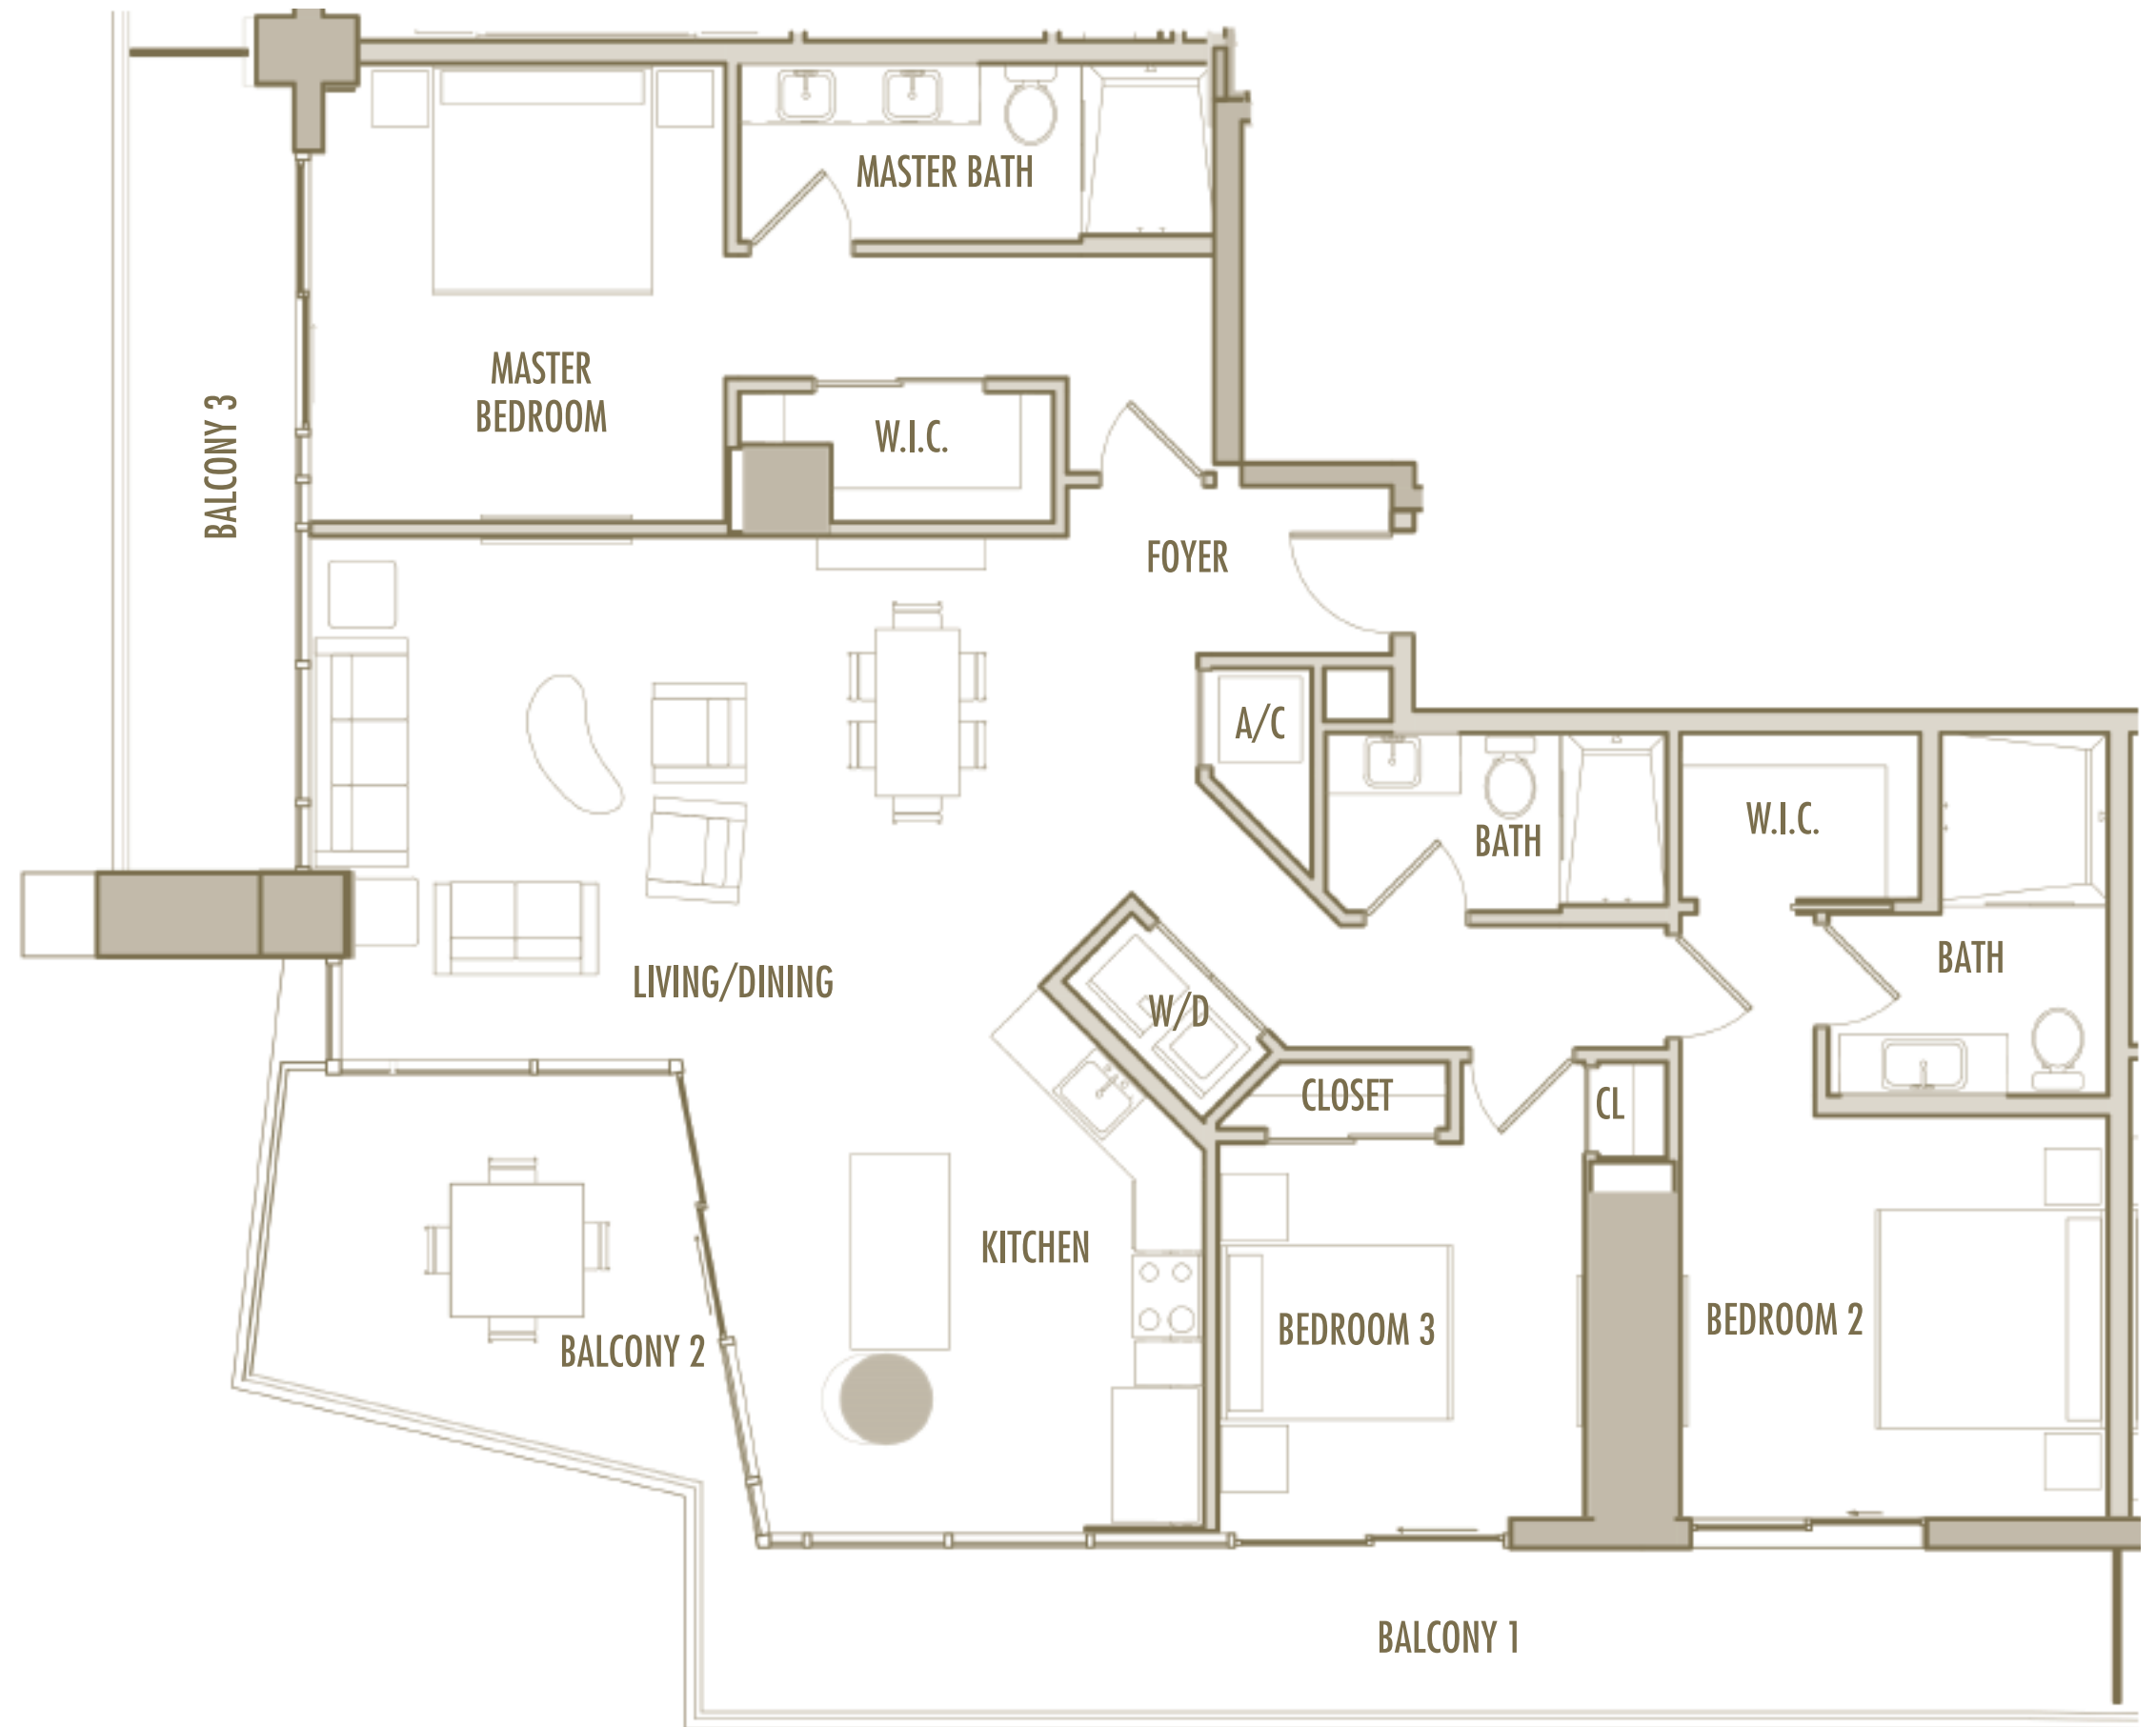 MASTER BATH
MASTER
BEDROOM
BALCONY 3
W.I.C.
FOYER
A/C
W.I.C.
BATH
BATH
LIVING/DINING
W/D
CLOSET
CL
KITCHEN
BEDROOM 3
BEDROOM 2
BALCONY 2
BALCONY 1